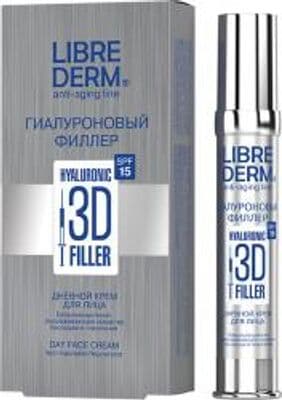 LIBRE
DERM®
anti-aging line
ГИАЛУРОНОВЫЙ
ФИЛЛЕР
SPF
15
HYALURONIC
3D
FILLER
ДНЕВНОЙ КРЕМ
ДЛЯ ЛИЦА
DAY FACE CREAM
LIBRE
DERM®
anti-aging line
ГИАЛУРОНОВЫЙ
ФИЛЛЕР
SPF
15
HYALURONIC
3D
FILLER
ДНЕВНОЙ КРЕМ
ДЛЯ ЛИЦА